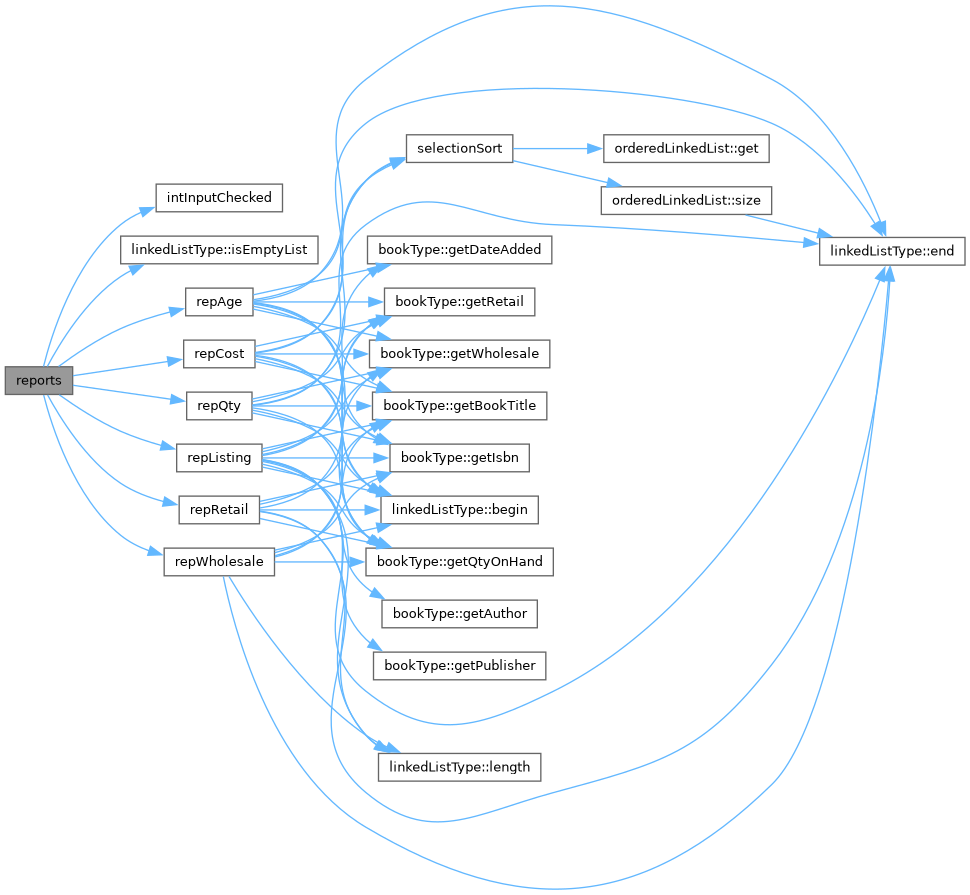 reports
intInputChecked
linkedListType::isEmptyList
repAge
repCost
repQty
repListing
repRetail
repWholesale
selectionSort
bookType::getDateAdded
bookType::getRetail
bookType::getWholesale
bookType::getBookTitle
bookType::getIsbn
linkedListType::begin
bookType::getQtyOnHand
bookType::getAuthor
bookType::getPublisher
linkedListType::length
orderedLinkedList::get
orderedLinkedList::size
linkedListType::end